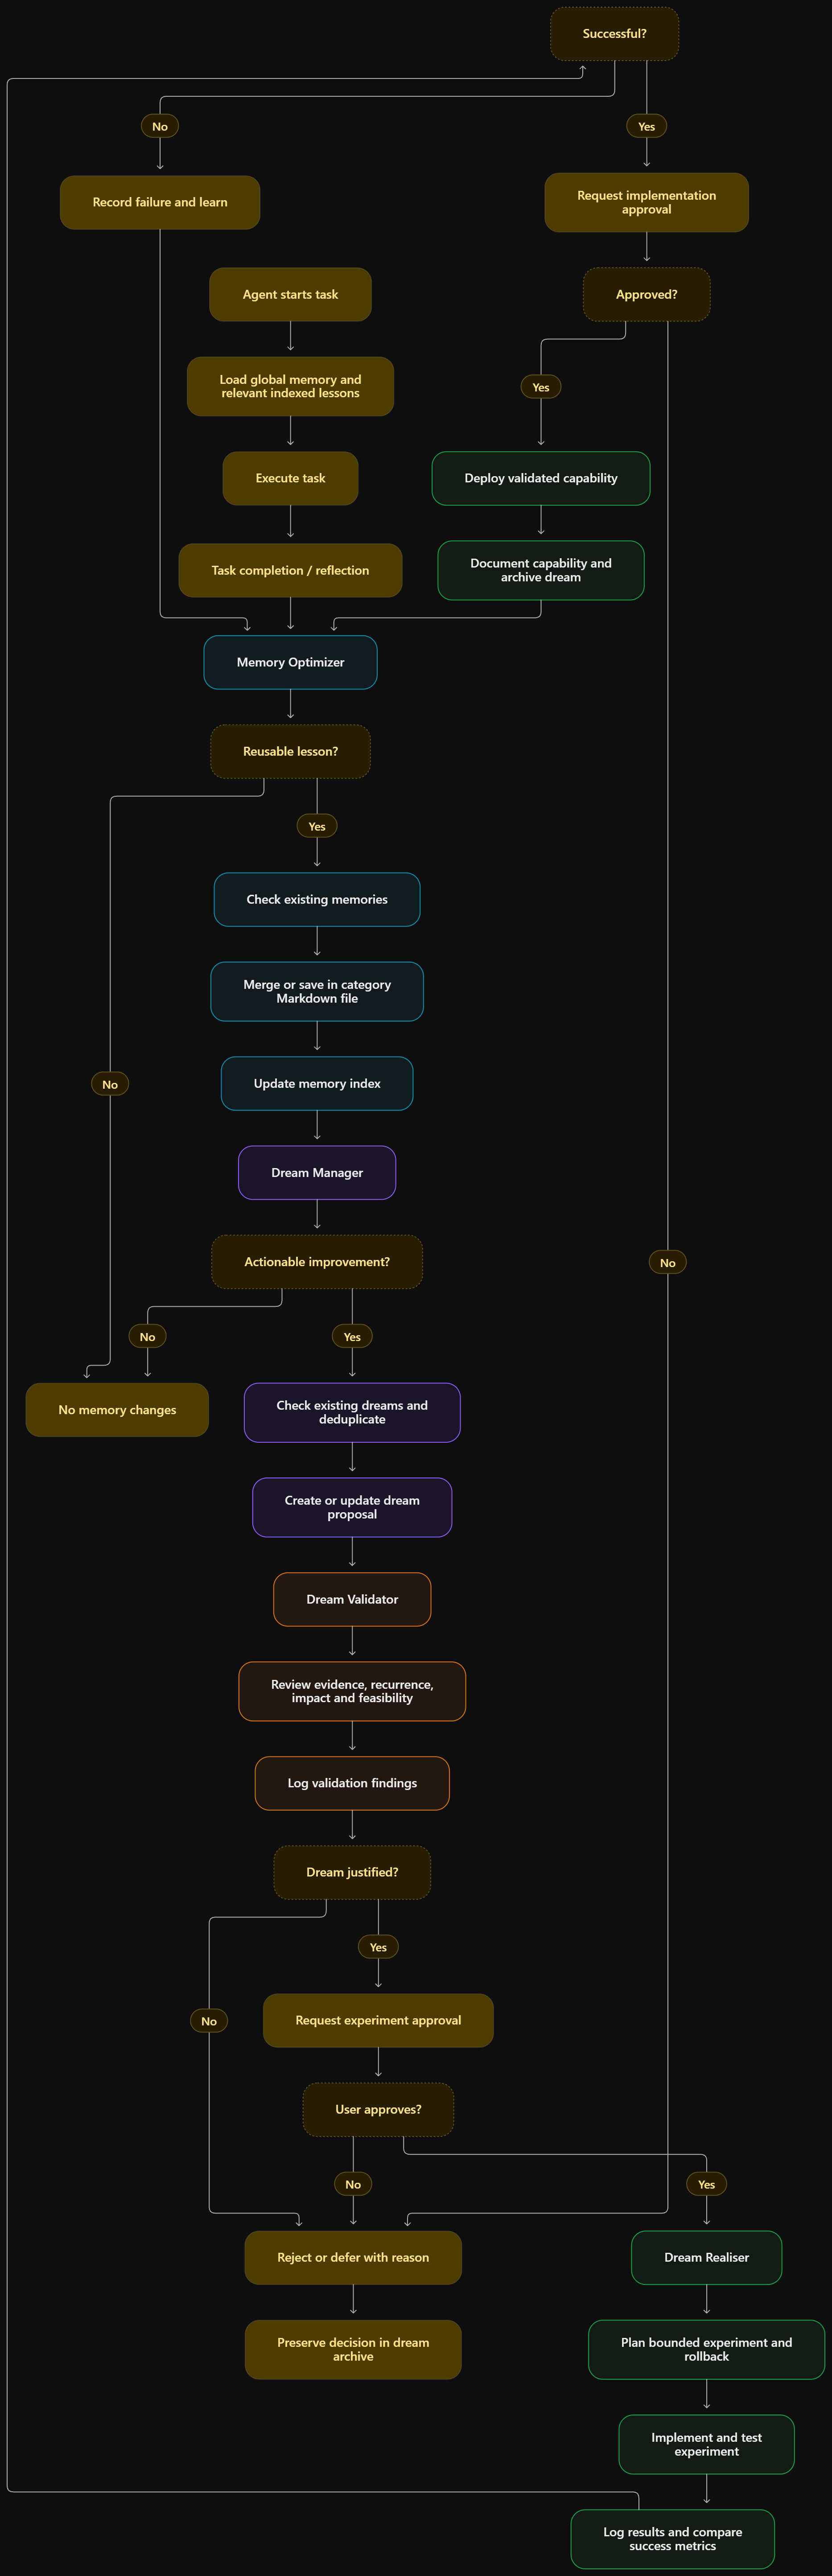 Successful?
No
Yes
Record failure and learn
Request implementation
approval
Agent starts task
Approved?
Load global memory and
relevant indexed lessons
Yes
Execute task
Deploy validated capability
Task completion / reflection
Document capability and
archive dream
Memory Optimizer
Reusable lesson?
Yes
Check existing memories
Merge or save in category
Markdown file
No
Update memory index
Dream Manager
Actionable improvement?
No
No
Yes
No memory changes
Check existing dreams and
deduplicate
Create or update dream
proposal
Dream Validator
Review evidence, recurrence,
impact and feasibility
Log validation findings
Dream justified?
Yes
No
Request experiment approval
User approves?
No
Yes
Reject or defer with reason
Dream Realiser
Preserve decision in dream
archive
Plan bounded experiment and
rollback
Implement and test
experiment
Log results and compare
success metrics